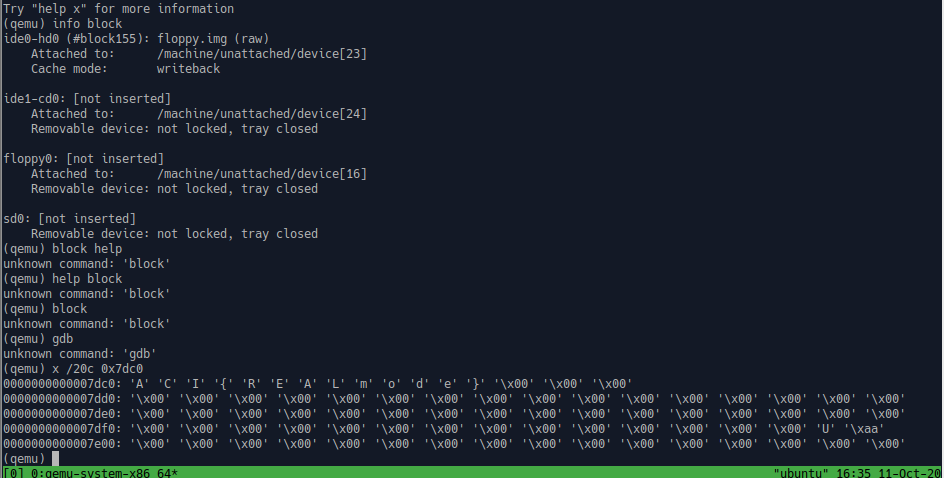 Try "help x" for more information
(qemu) info block
ide0-hd0 (#block155): floppy.img (raw)
    Attached to:      /machine/unattached/device[23]
    Cache mode:       writeback

ide1-cd0: [not inserted]
    Attached to:      /machine/unattached/device[24]
    Removable device: not locked, tray closed

floppy0: [not inserted]
    Attached to:      /machine/unattached/device[16]
    Removable device: not locked, tray closed

sd0: [not inserted]
    Removable device: not locked, tray closed
(qemu) block help
unknown command: 'block'
(qemu) help block
unknown command: 'block'
(qemu) block
unknown command: 'block'
(qemu) gdb
unknown command: 'gdb'
(qemu) x /20c 0x7dc0
0000000000007dc0: 'A' 'C' 'I' '{' 'R' 'E' 'A' 'L' 'm' 'o' 'd' 'e' '}' '\x00' '\x00' '\x00'
0000000000007dd0: '\x00' '\x00' '\x00' '\x00' '\x00' '\x00' '\x00' '\x00' '\x00' '\x00' '\x00' '\x00' '\x00' '\x00' '\x00' '\x00'
0000000000007de0: '\x00' '\x00' '\x00' '\x00' '\x00' '\x00' '\x00' '\x00' '\x00' '\x00' '\x00' '\x00' '\x00' '\x00' '\x00' '\x00'
0000000000007df0: '\x00' '\x00' '\x00' '\x00' '\x00' '\x00' '\x00' '\x00' '\x00' '\x00' '\x00' '\x00' '\x00' '\x00' 'U' '\xaa'
0000000000007e00: '\x00' '\x00' '\x00' '\x00' '\x00' '\x00' '\x00' '\x00' '\x00' '\x00' '\x00' '\x00' '\x00' '\x00' '\x00' '\x00'
(qemu)
[0] 0:qemu-system-x86_64* "ubuntu" 16:35 11-Oct-20